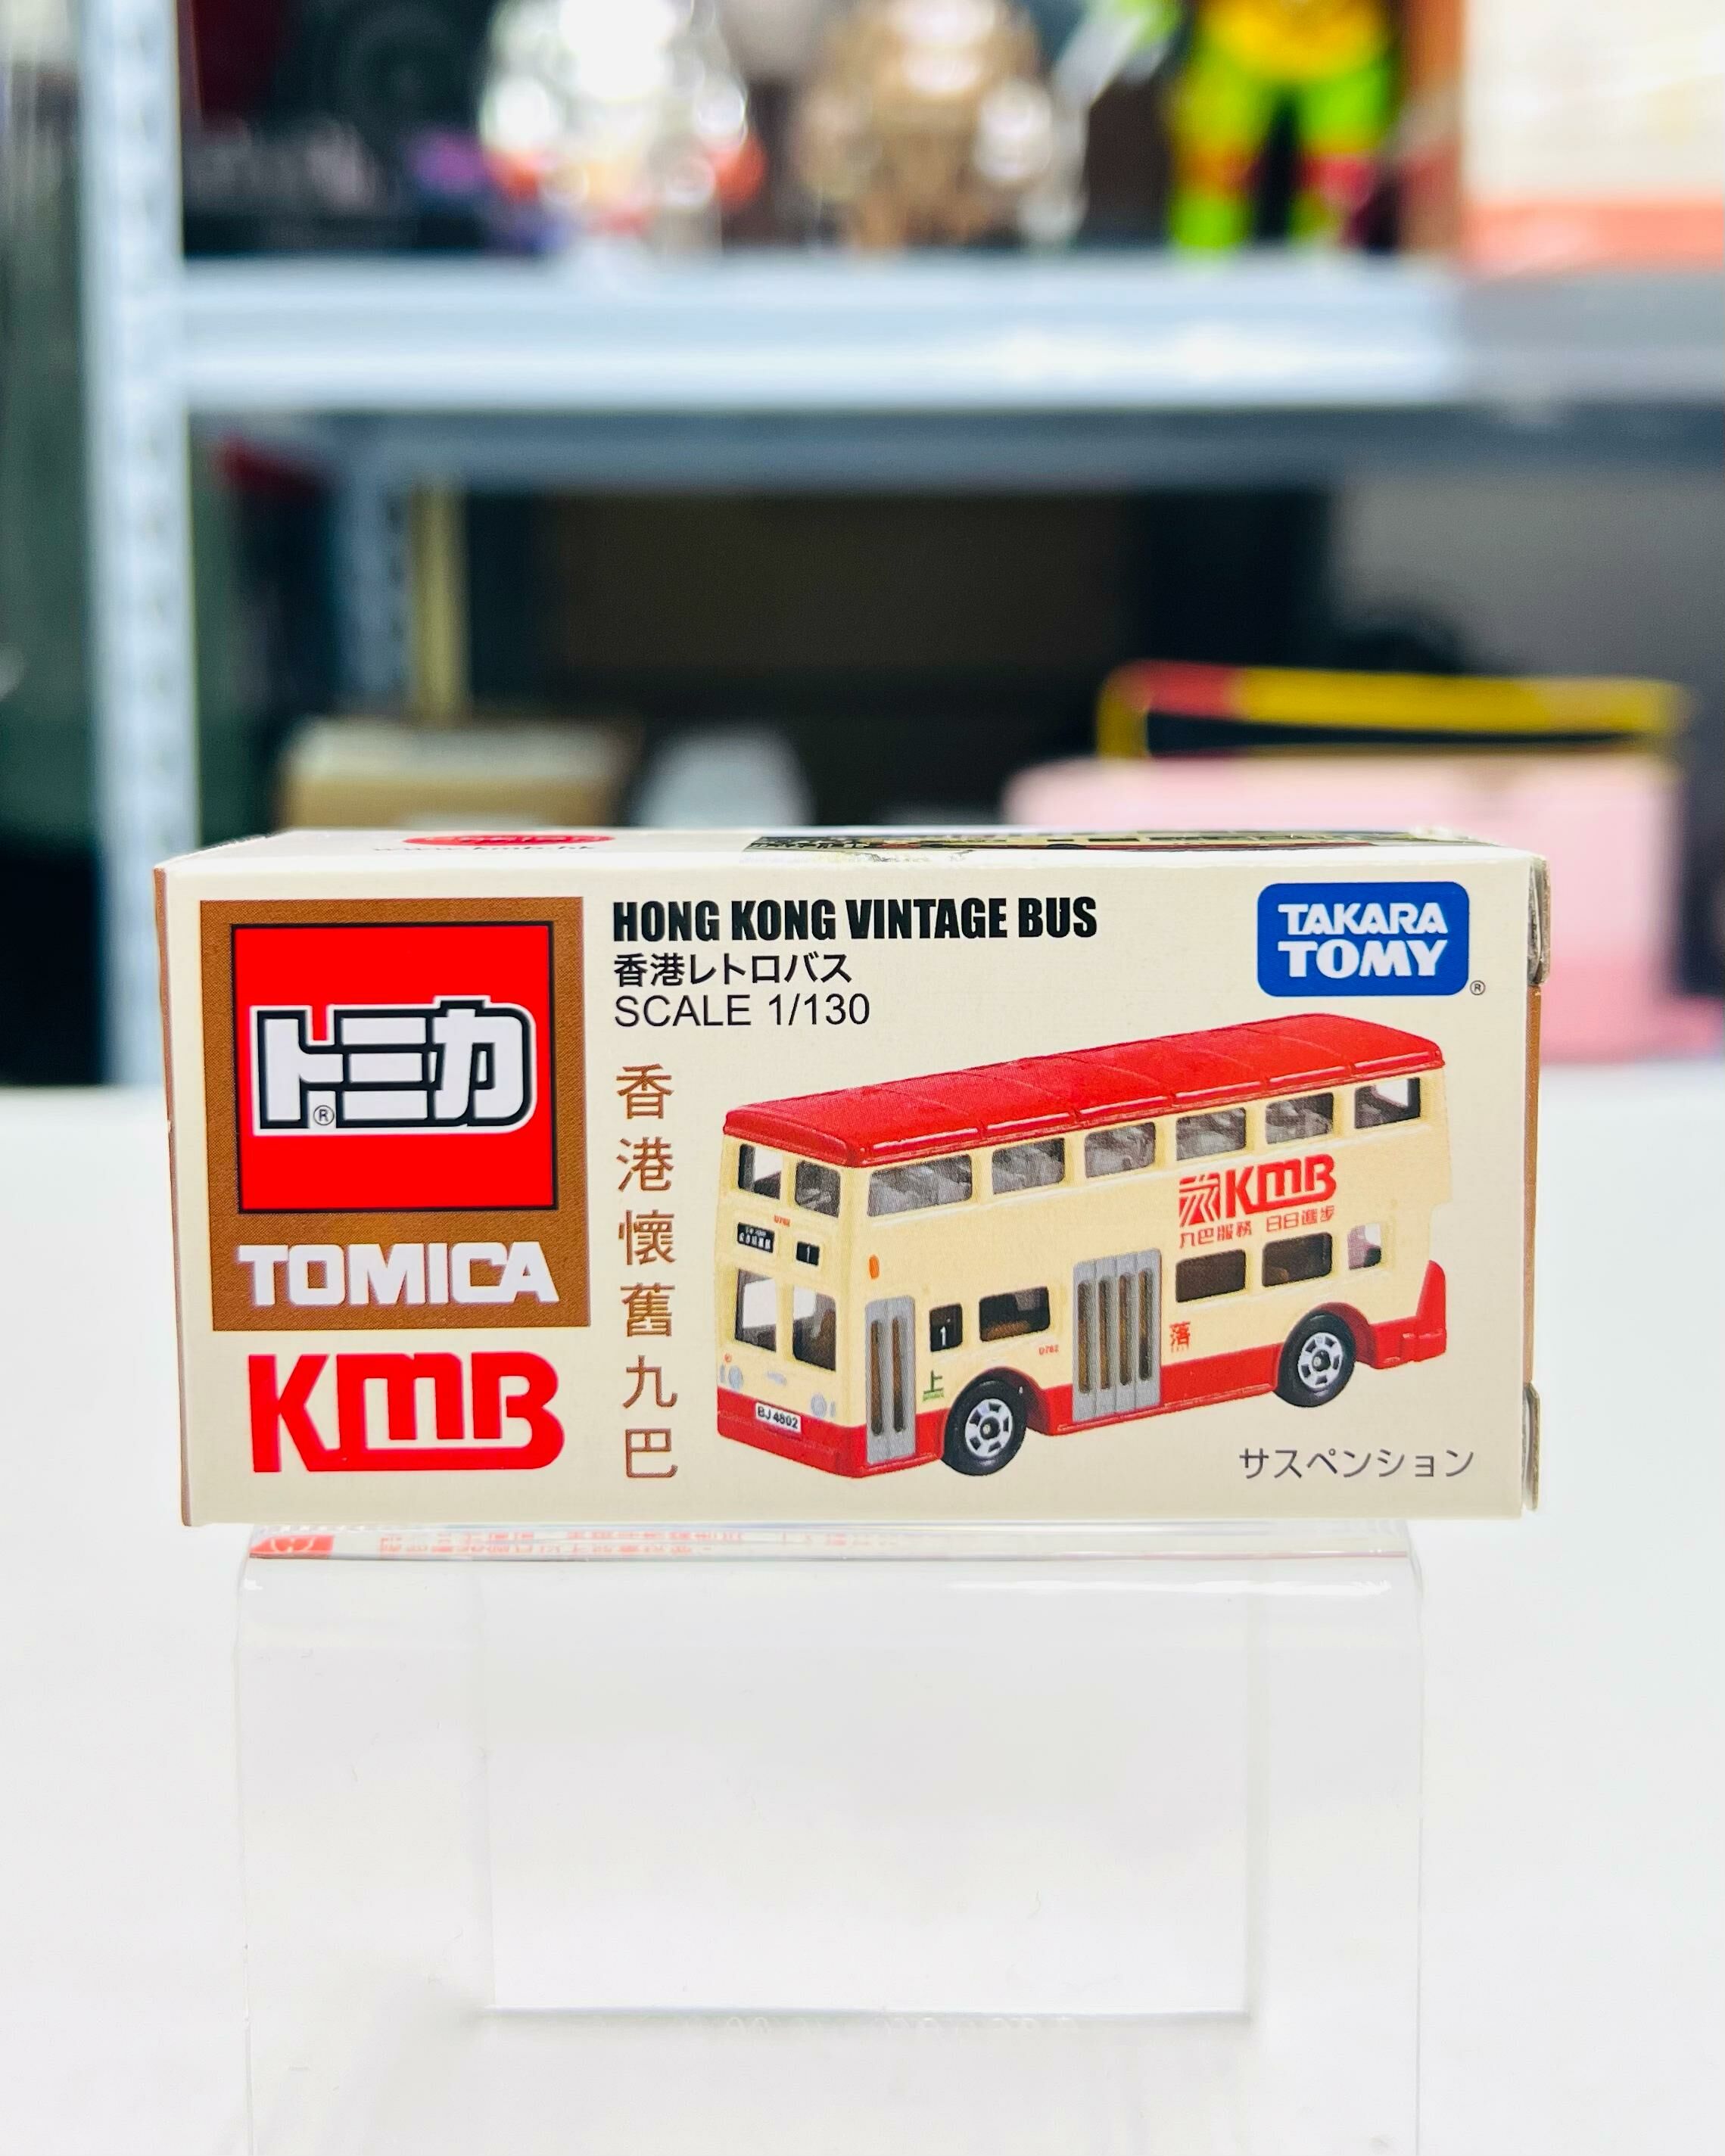 HONG KONG VINTAGE BUS
香港レトロバス
SCALE 1/130
TAKARA
TOMY
®
トミカ
®
TOMICA
KMB
香港懷舊九巴
KMB
九巴服務 日日進步
1
1
上
落
BJ4802
サスペンション